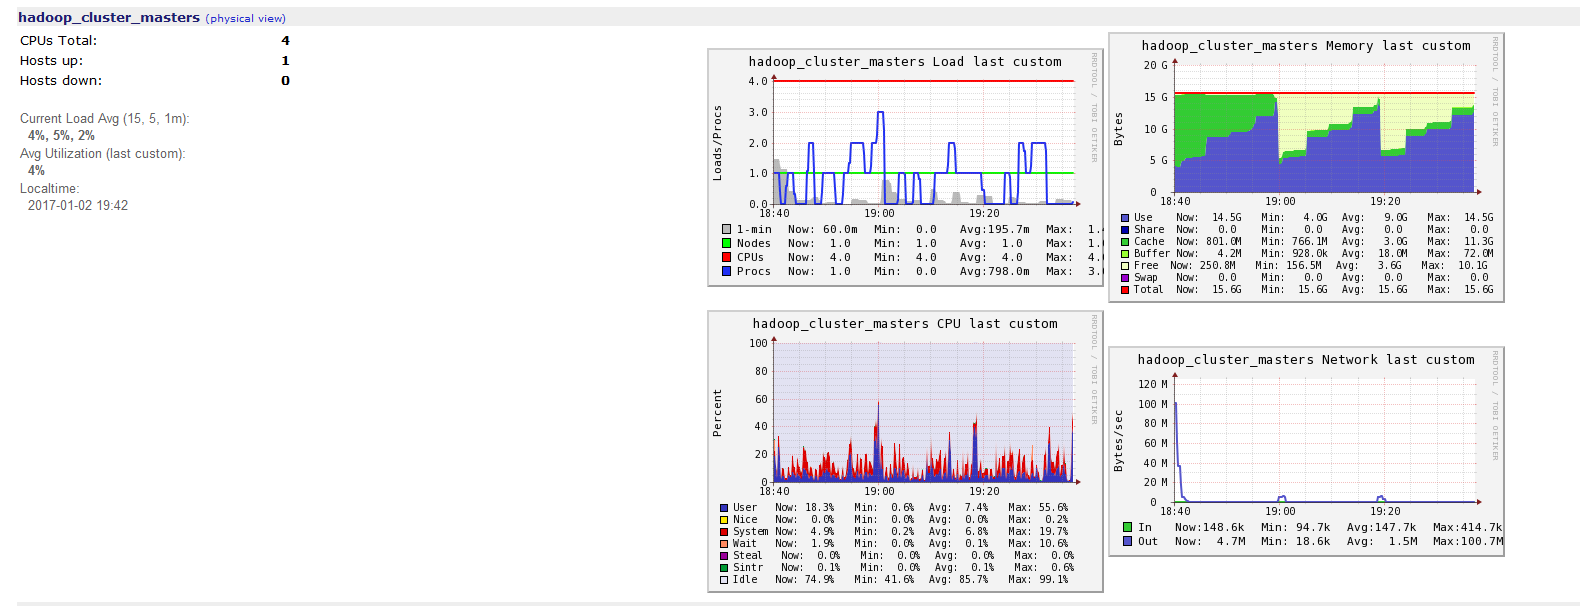 hadoop_cluster_masters (physical view)
CPUs Total: 4
Hosts up: 1
Hosts down: 0
Current Load Avg (15, 5, 1m):
4%, 5%, 2%
Avg Utilization (last custom):
4%
Localtime:
2017-01-02 19:42
hadoop_cluster_masters Load last custom
RRDTOOL / TOBI OETIKER
Loads/Procs
4.0
3.0
2.0
1.0
0.0
18:40 19:00 19:20
1-min Now: 60.0m Min: 0.0 Avg:195.7m Max: 1.
Nodes Now: 1.0 Min: 1.0 Avg: 1.0 Max: 1.
CPUs Now: 4.0 Min: 4.0 Avg: 4.0 Max: 4.
Procs Now: 1.0 Min: 0.0 Avg:798.0m Max: 3.
hadoop_cluster_masters Memory last custom
RRDTOOL / TOBI OETIKER
Bytes
20 G
15 G
10 G
5 G
0
18:40 19:00 19:20
Use Now: 14.5G Min: 4.0G Avg: 9.0G Max: 14.5G
Share Now: 0.0 Min: 0.0 Avg: 0.0 Max: 0.0
Cache Now: 801.0M Min: 766.1M Avg: 3.0G Max: 11.3G
Buffer Now: 4.2M Min: 928.0k Avg: 18.0M Max: 72.0M
Free Now: 250.8M Min: 156.5M Avg: 3.6G Max: 10.1G
Swap Now: 0.0 Min: 0.0 Avg: 0.0 Max: 0.0
Total Now: 15.6G Min: 15.6G Avg: 15.6G Max: 15.6G
hadoop_cluster_masters CPU last custom
RRDTOOL / TOBI OETIKER
Percent
100
80
60
40
20
0
18:40 19:00 19:20
User Now: 18.3% Min: 0.6% Avg: 7.4% Max: 55.6%
Nice Now: 0.0% Min: 0.0% Avg: 0.0% Max: 0.2%
System Now: 4.9% Min: 0.2% Avg: 6.8% Max: 19.7%
Wait Now: 1.9% Min: 0.0% Avg: 0.1% Max: 10.6%
Steal Now: 0.0% Min: 0.0% Avg: 0.0% Max: 0.0%
Sintr Now: 0.1% Min: 0.0% Avg: 0.1% Max: 0.6%
Idle Now: 74.9% Min: 41.6% Avg: 85.7% Max: 99.1%
hadoop_cluster_masters Network last custom
RRDTOOL / TOBI OETIKER
Bytes/sec
120 M
100 M
80 M
60 M
40 M
20 M
0
18:40 19:00 19:20
In Now:148.6k Min: 94.7k Avg:147.7k Max:414.7k
Out Now: 4.7M Min: 18.6k Avg: 1.5M Max:100.7M